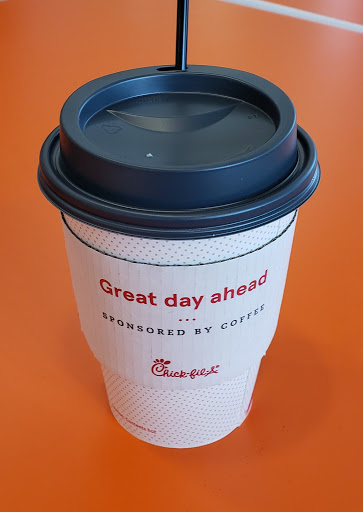 Great day ahead
...
SPONSORED BY COFFEE
Chick-fil-A